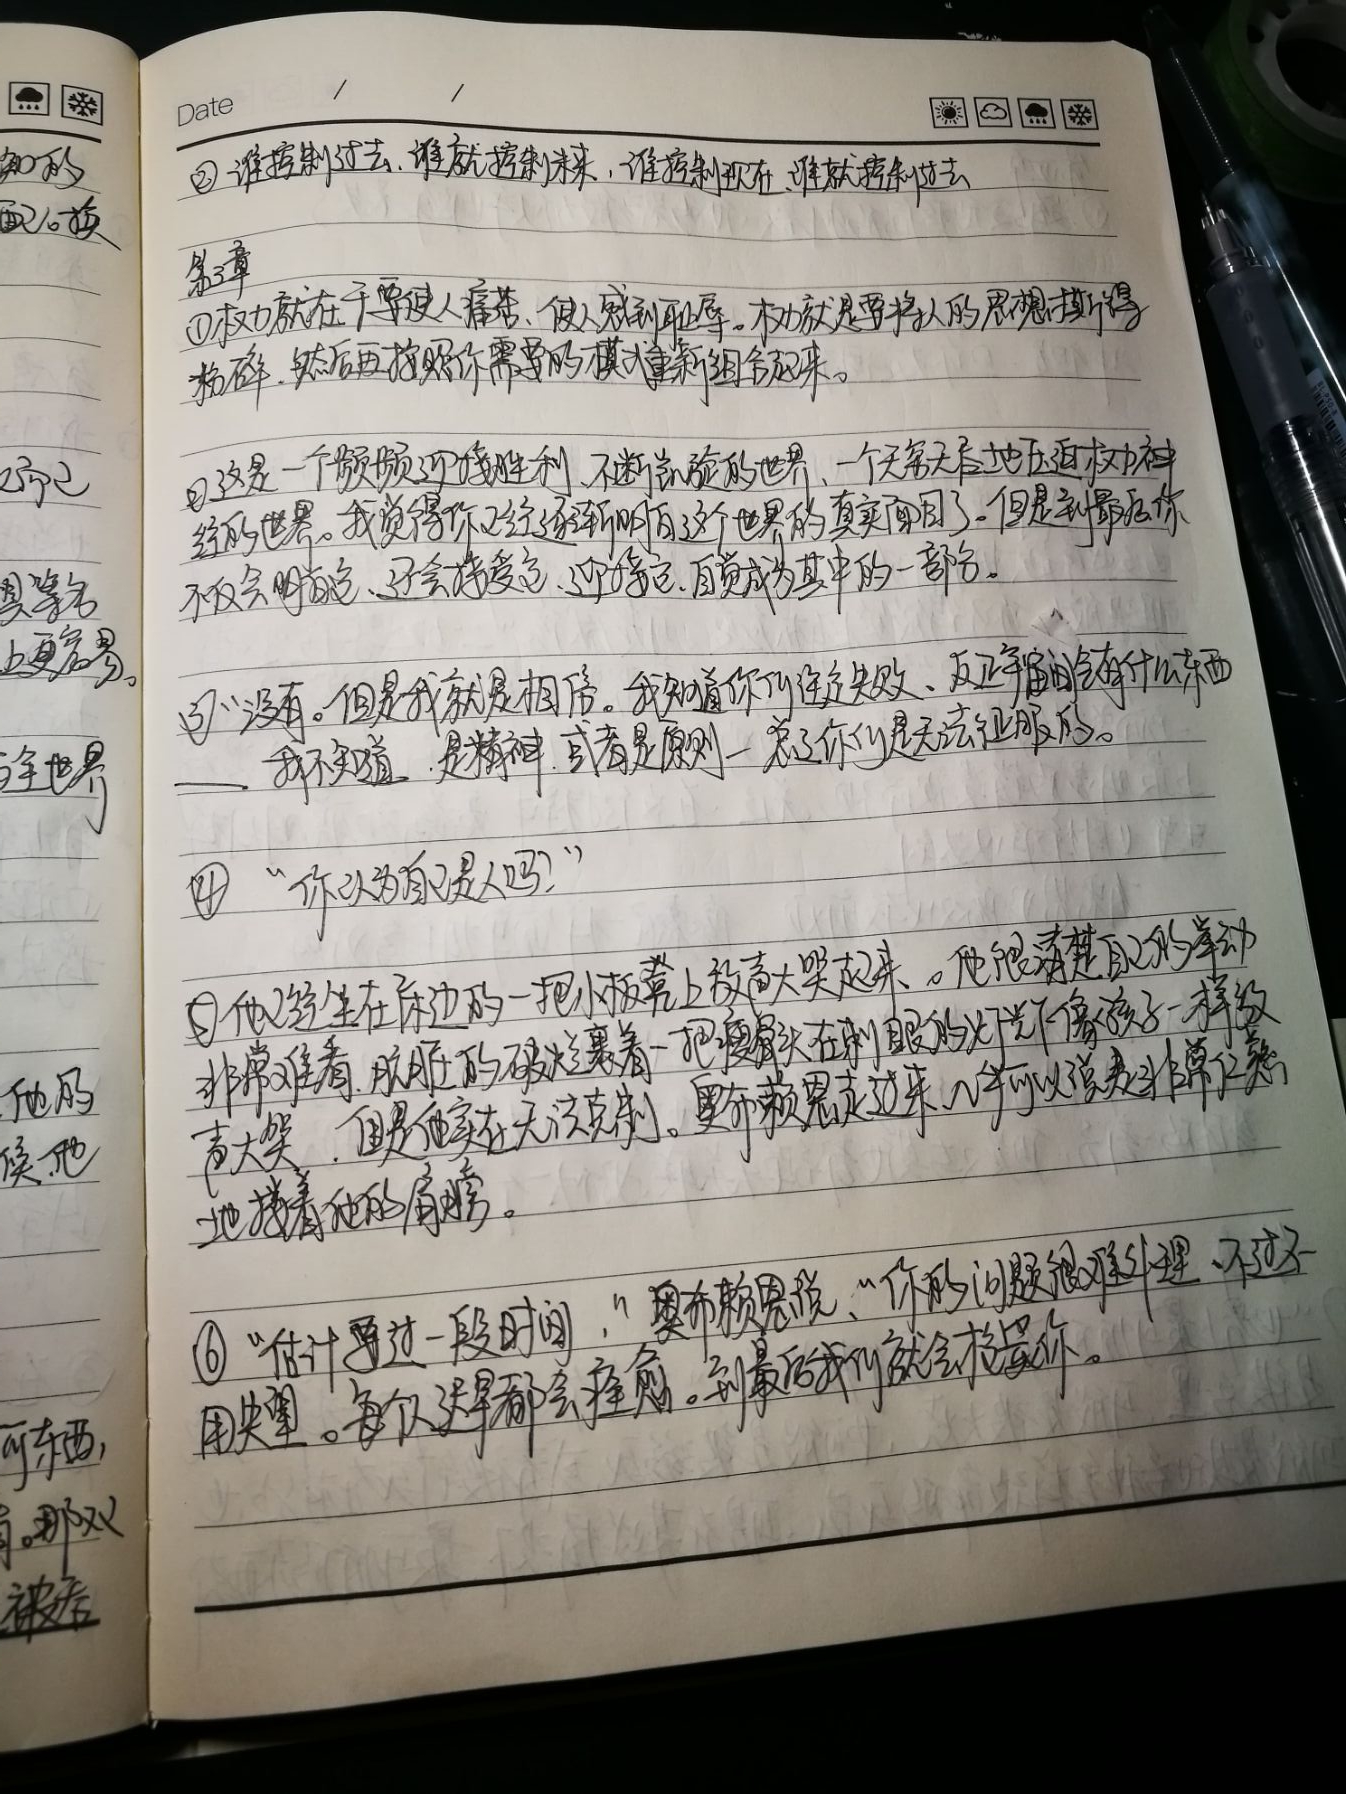 知的
配。换
己而已
上更容易。
与全世界
他的
候他
何东西,
有。那双
被告
Date / /
② 谁控制过去、谁就控制未来,谁控制现在、谁就控制过去
第3章
①权力就在于要使人痛苦、使人感到耻辱。权力就是要将人的思想撕得
粉碎、然后再按照你需要的模式重新组合起来。
②这是一个频频迎接胜利、不断凯旋的世界、一个天常天后地压迫权力神
经的世界。我觉得你已经逐渐明白这个世界的真实面目了。但是到最后你
不仅会明白它、还会接受它、迎接它、自觉成为其中的一部分。
③“没有。但是我就是相信。我知道你们注定失败、反正宇宙间会有什么东西
—— 我不知道、是精神、或者是原则—总之你们是无法征服的。
④ “你以为自己是人吗?”
⑤他已经坐在床边的一把小板凳上放声大哭起来、。他很清楚自己的举动
非常难看、肮脏的破烂裹着一把瘦骨头在刺眼的灯光下像孩子一样放
声大哭、但是他实在无法克制。奥布赖恩走过来、几乎可以说是非常仁慈
地搂着他的肩膀。
⑥ “估计要过一段时间,”奥布赖恩说、“你的问题很难处理、不过不
用失望。每个人迟早都会痊愈。到最后我们就会枪毙你。